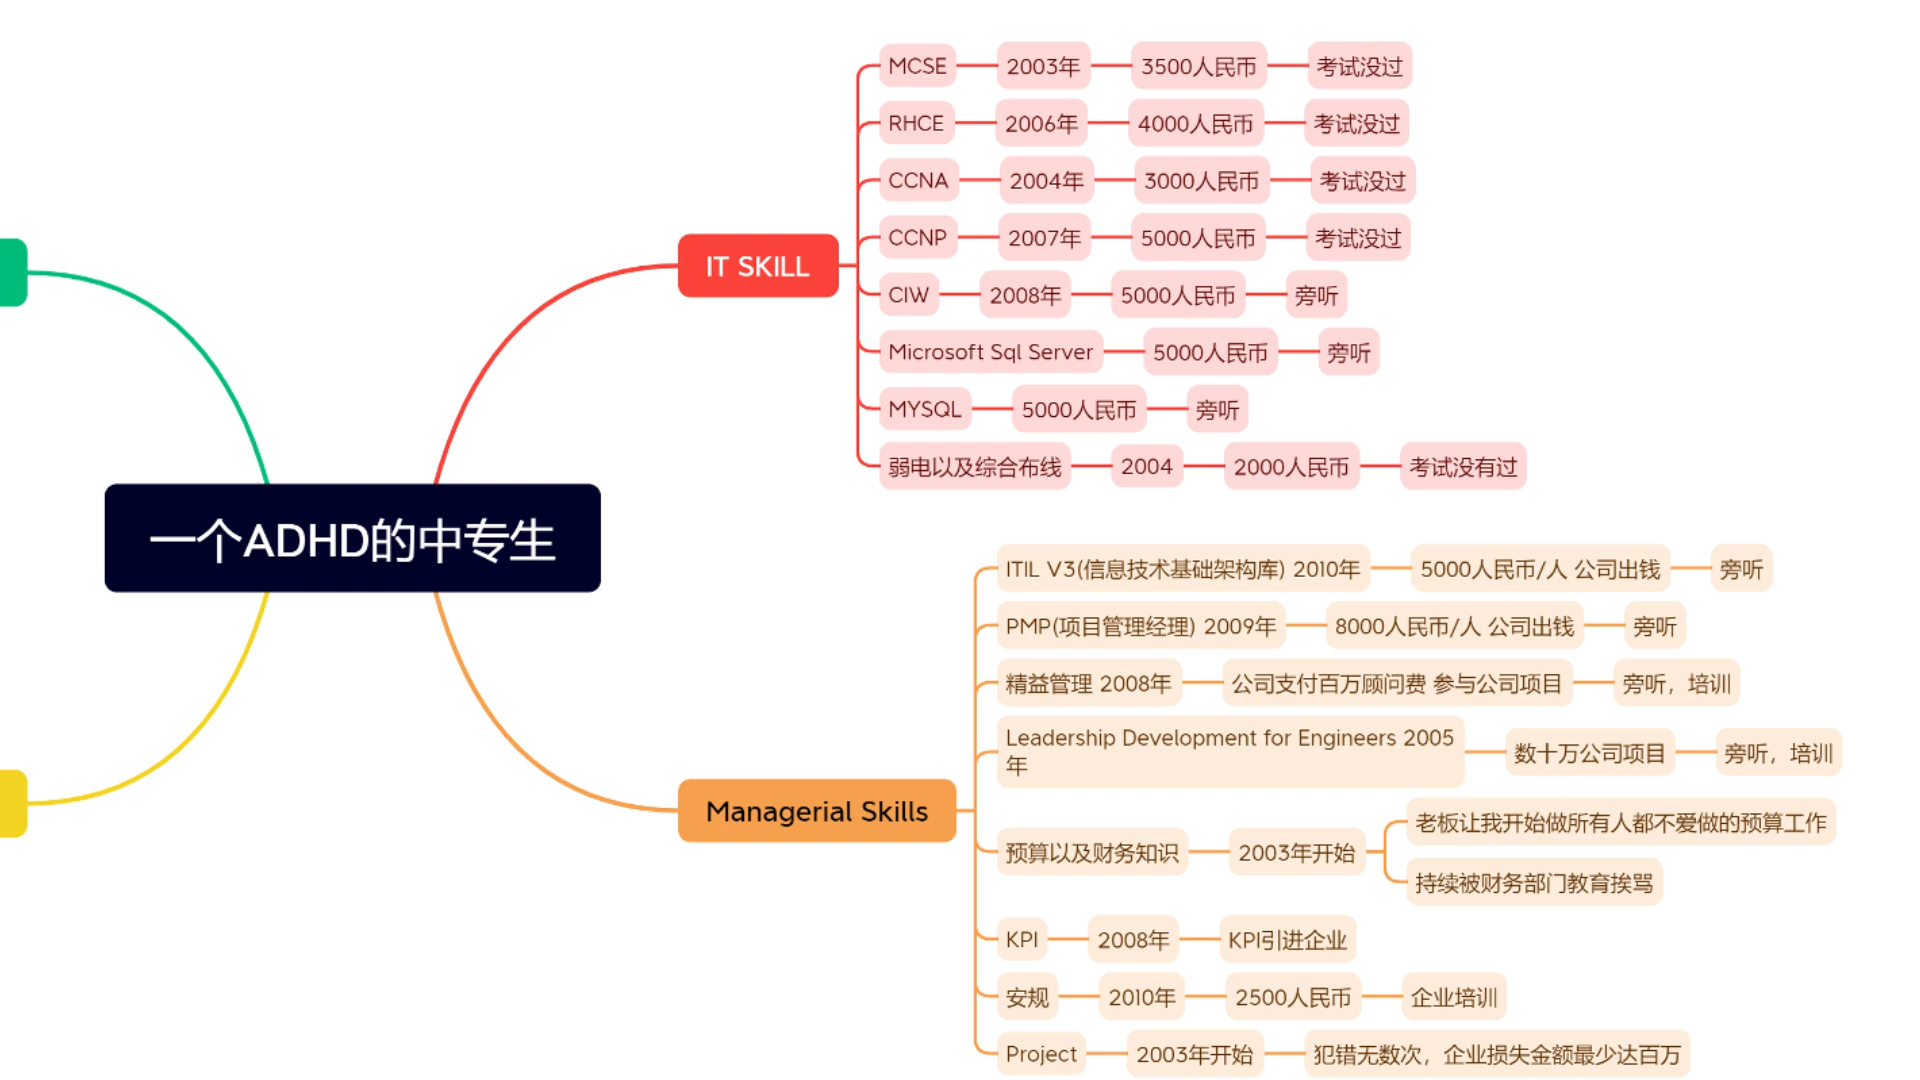 一个ADHD的中专生
IT SKILL
MCSE 2003年 3500人民币 考试没过
RHCE 2006年 4000人民币 考试没过
CCNA 2004年 3000人民币 考试没过
CCNP 2007年 5000人民币 考试没过
CIW 2008年 5000人民币 旁听
Microsoft Sql Server 5000人民币 旁听
MYSQL 5000人民币 旁听
弱电以及综合布线 2004 2000人民币 考试没有过
Managerial Skills
ITIL V3(信息技术基础架构库) 2010年 5000人民币/人 公司出钱 旁听
PMP(项目管理经理) 2009年 8000人民币/人 公司出钱 旁听
精益管理 2008年 公司支付百万顾问费 参与公司项目 旁听，培训
Leadership Development for Engineers 2005
年
数十万公司项目 旁听，培训
预算以及财务知识 2003年开始
老板让我开始做所有人都不爱做的预算工作
持续被财务部门教育挨骂
KPI 2008年 KPI引进企业
安规 2010年 2500人民币 企业培训
Project 2003年开始 犯错无数次，企业损失金额最少达百万